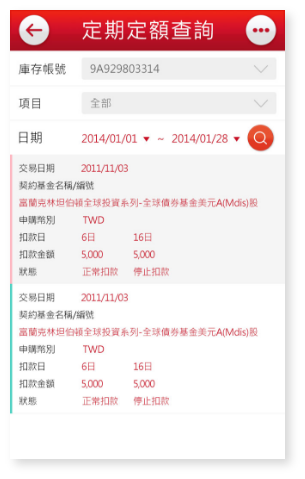 定期定額查詢
庫存帳號 9A929803314
項目 全部
日期 2014/01/01 ▼ ~ 2014/01/28 ▼
交易日期 2011/11/03
契約基金名稱/編號
富蘭克林坦伯頓全球投資系列-全球債券基金美元A(Mdis)股
申購幣別 TWD
扣款日 6日 16日
扣款金額 5,000 5,000
狀態 正常扣款 停止扣款
交易日期 2011/11/03
契約基金名稱/編號
富蘭克林坦伯頓全球投資系列-全球債券基金美元A(Mdis)股
申購幣別 TWD
扣款日 6日 16日
扣款金額 5,000 5,000
狀態 正常扣款 停止扣款